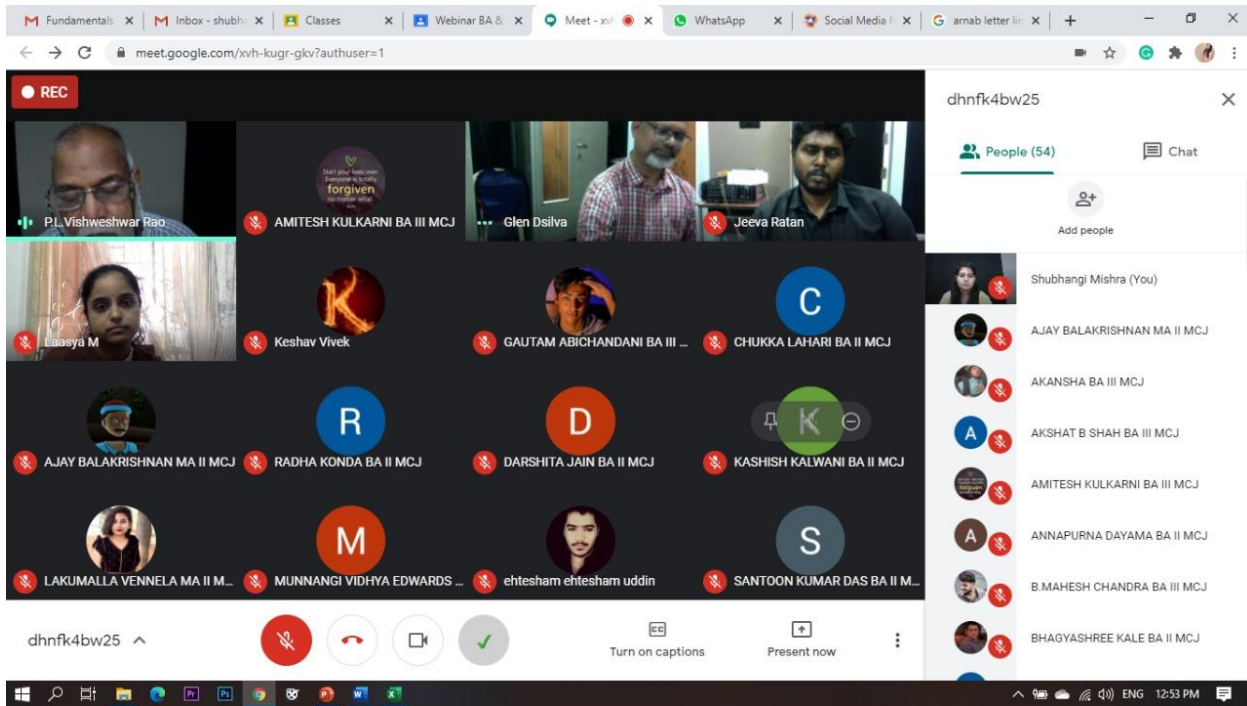 Fundamentals
Inbox - shubh
Classes
Webinar BA &
Meet - xvh
WhatsApp
Social Media
arnab letter
meet.google.com/xvh-kugr-gkv?authuser=1
REC
dhnfk4bw25
People (54)
Chat
Add people
P.L.Vishweshwar Rao
Start your lives over.
Everyone is totally
forgiven
no matter what.
AMITESH KULKARNI BA III MCJ
Glen Dsilva
Jeeva Ratan
Laasya M
K
Keshav Vivek
GAUTAM ABICHANDANI BA III ...
C
CHUKKA LAHARI BA II MCJ
AJAY BALAKRISHNAN MA II MCJ
R
RADHA KONDA BA II MCJ
D
DARSHITA JAIN BA II MCJ
K
KASHISH KALWANI BA II MCJ
LAKUMALLA VENNELA MA II M...
M
MUNNANGI VIDHYA EDWARDS ...
ehtesham ehtesham uddin
S
SANTOON KUMAR DAS BA II M...
Shubhangi Mishra (You)
AJAY BALAKRISHNAN MA II MCJ
AKANSHA BA III MCJ
A
AKSHAT B SHAH BA III MCJ
forgiven
AMITESH KULKARNI BA III MCJ
A
ANNAPURNA DAYAMA BA II MCJ
B.MAHESH CHANDRA BA III MCJ
BHAGYASHREE KALE BA II MCJ
dhnfk4bw25
CC
Turn on captions
Present now
Pr
Ps
ENG
12:53 PM